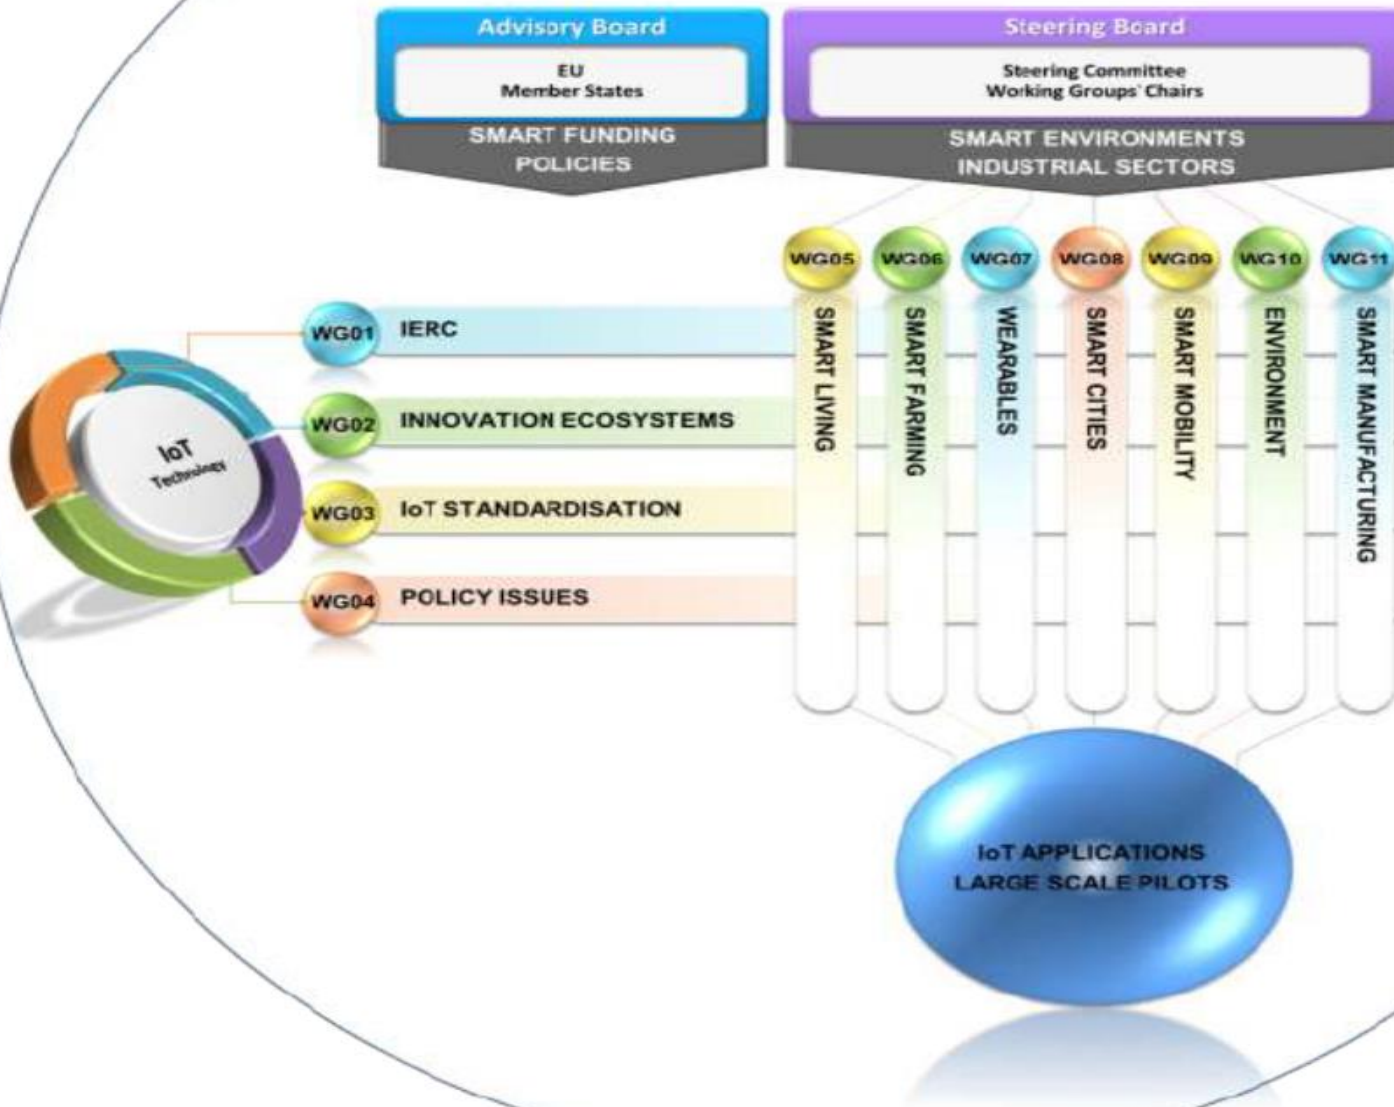 Advisory Board
EU
Member States
SMART FUNDING
POLICIES
Steering Board
Steering Committee
Working Groups' Chairs
SMART ENVIRONMENTS
INDUSTRIAL SECTORS
WG05
WG06
WG07
WG08
WG09
WG10
WG11
SMART LIVING
SMART FARMING
WEARABLES
SMART CITIES
SMART MOBILITY
ENVIRONMENT
SMART MANUFACTURING
WG01
IERC
WG02
INNOVATION ECOSYSTEMS
WG03
IoT STANDARDISATION
WG04
POLICY ISSUES
IoT
Technology
IoT APPLICATIONS
LARGE SCALE PILOTS